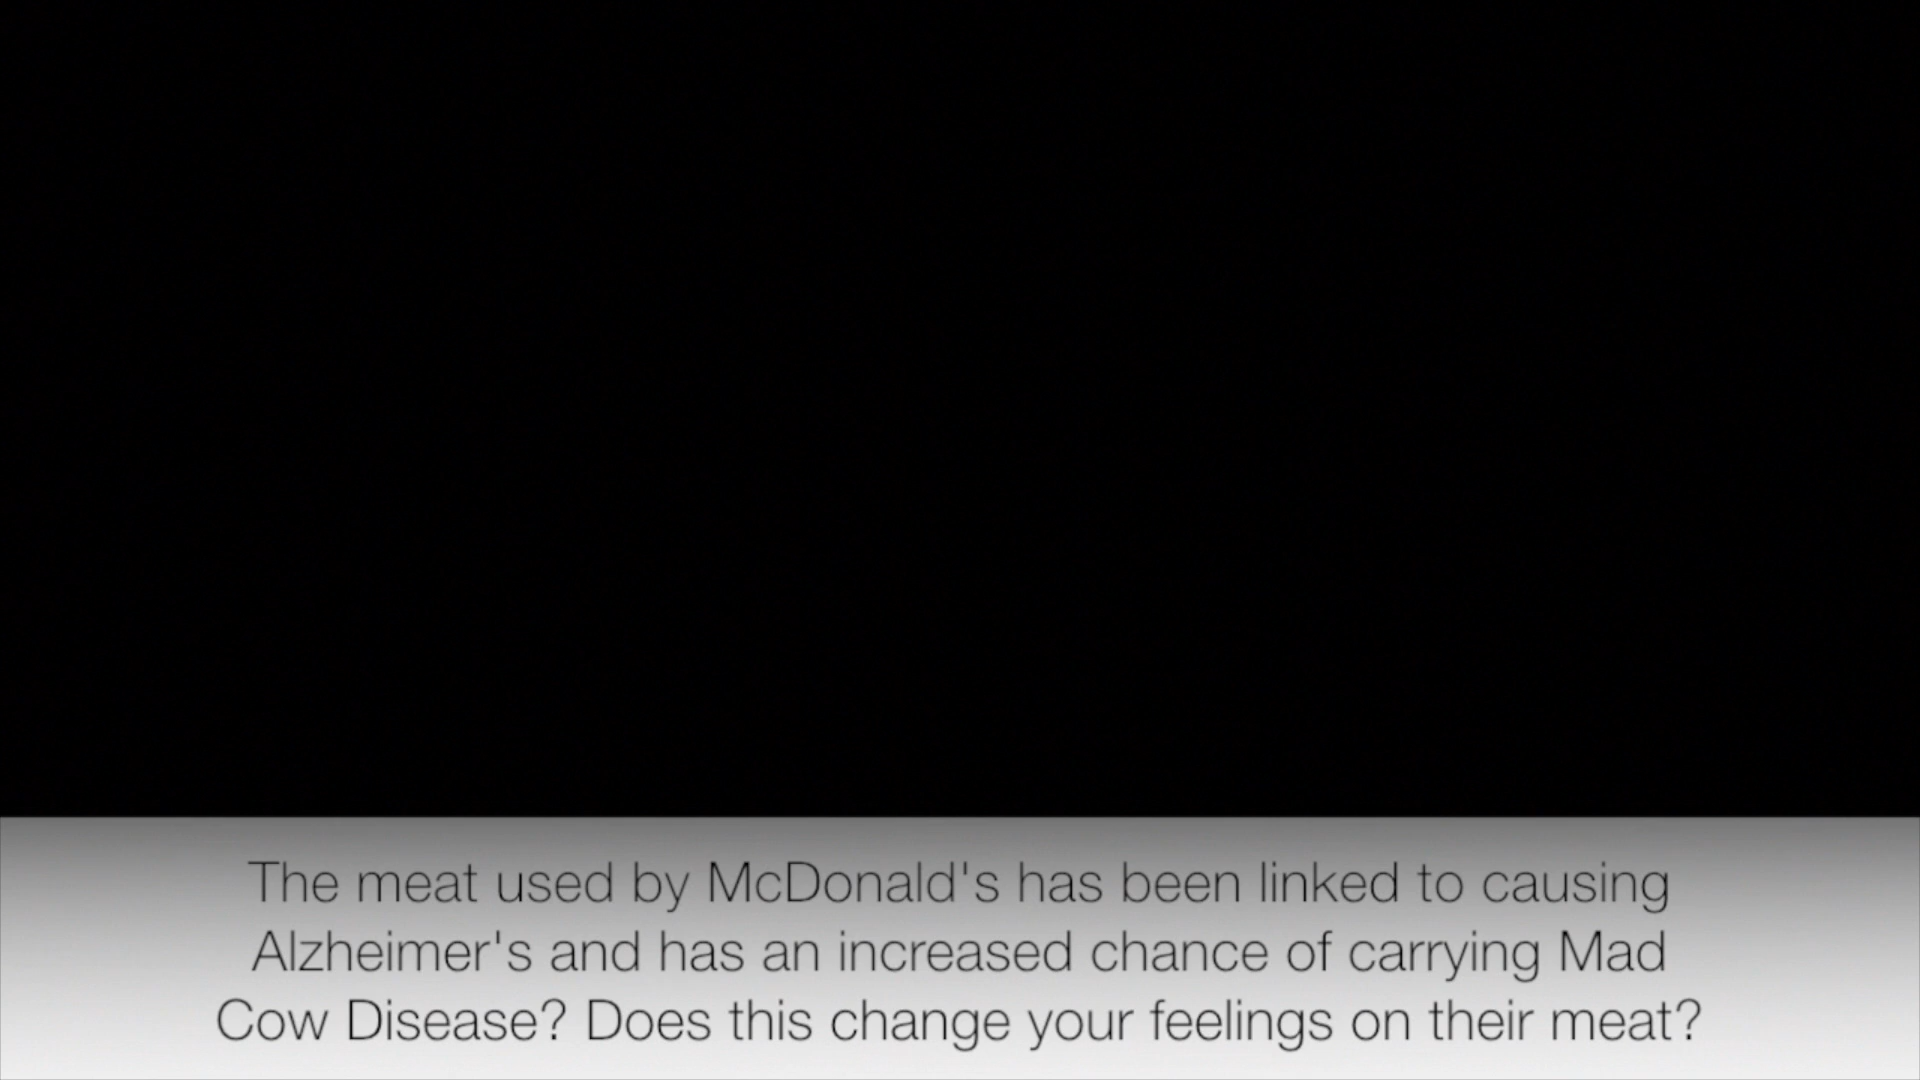 The meat used by McDonald's has been linked to causing
Alzheimer's and has an increased chance of carrying Mad
Cow Disease? Does this change your feelings on their meat?